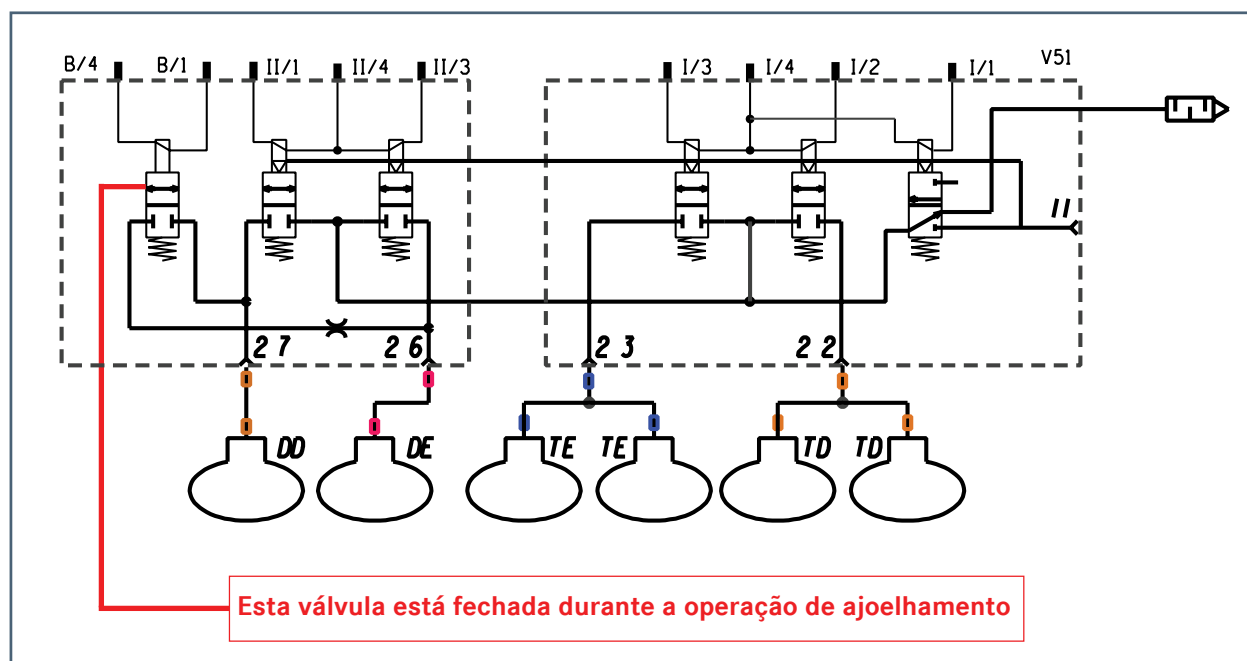 B/4 B/1 II/1 II/4 II/3 I/3 I/4 I/2 I/1 V51
11
27 26 23 22
DD DE TE TE TD TD
Esta válvula está fechada durante a operação de ajoelhamento